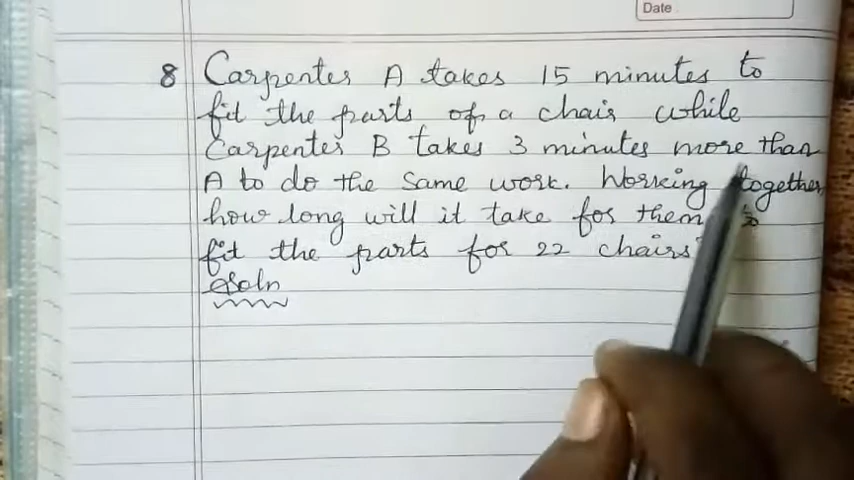 Date
8 Carpenter A takes 15 minutes to
fit the parts of a chair while
Carpenter B takes 3 minutes more than
A to do the same work. Working together,
how long will it take for them to
fit the parts for 22 chairs?
Soln